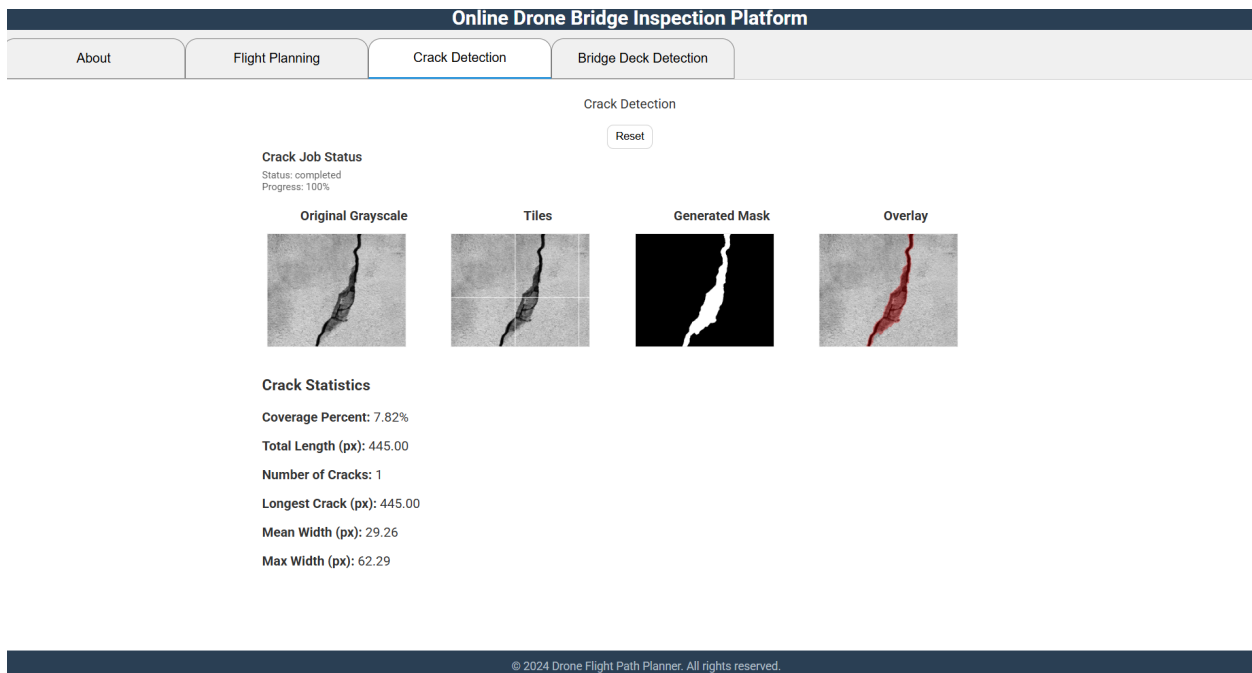 Online Drone Bridge Inspection Platform
About
Flight Planning
Crack Detection
Bridge Deck Detection
Crack Detection
Reset
Crack Job Status
Status: completed
Progress: 100%
Original Grayscale
Tiles
Generated Mask
Overlay
Crack Statistics
Coverage Percent: 7.82%
Total Length (px): 445.00
Number of Cracks: 1
Longest Crack (px): 445.00
Mean Width (px): 29.26
Max Width (px): 62.29
© 2024 Drone Flight Path Planner. All rights reserved.